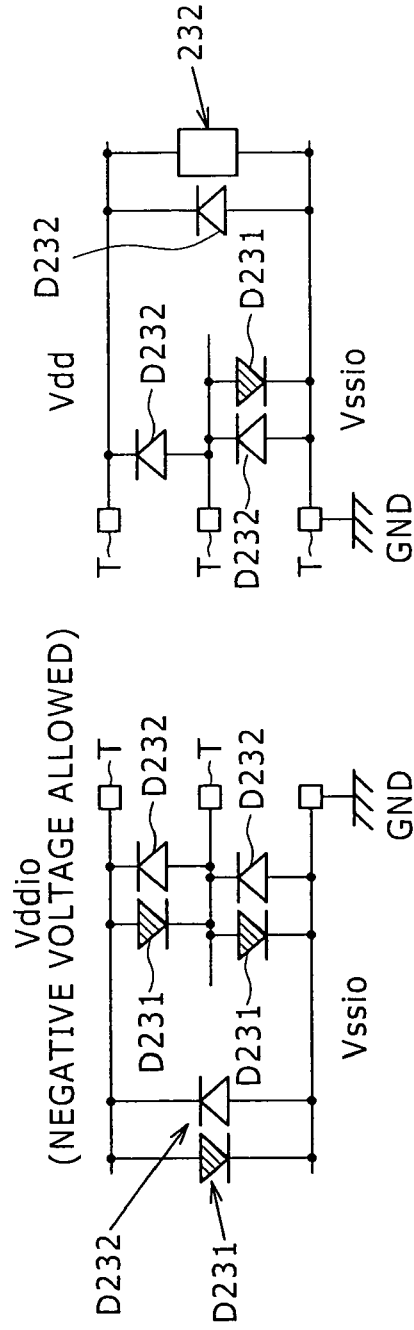 Vddio
(NEGATIVE VOLTAGE ALLOWED)
D232
D231
D231
D231
D232
D232
T
T
Vssio
GND
Vdd
D232
D232
232
T
T
T
D232
D231
Vssio
GND